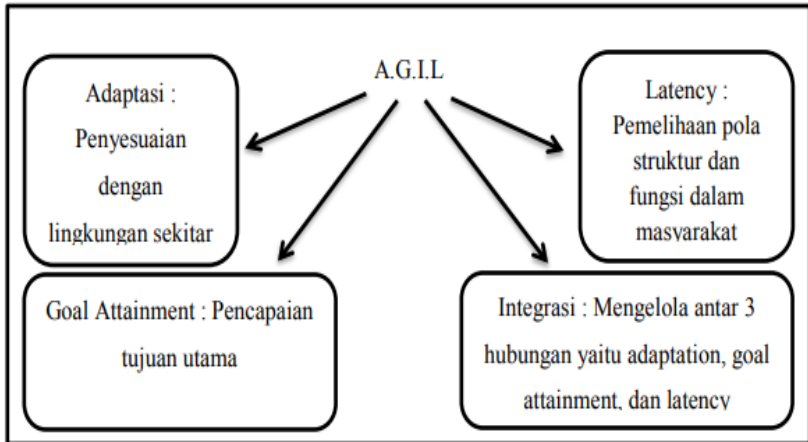 A.G.I.L
Adaptasi :
Penyesuaian
dengan
lingkungan sekitar
Latency :
Pemelihaan pola
struktur dan
fungsi dalam
masyarakat
Goal Attainment : Pencapaian
tujuan utama
Integrasi : Mengelola antar 3
hubungan yaitu adaptation, goal
attainment, dan latency